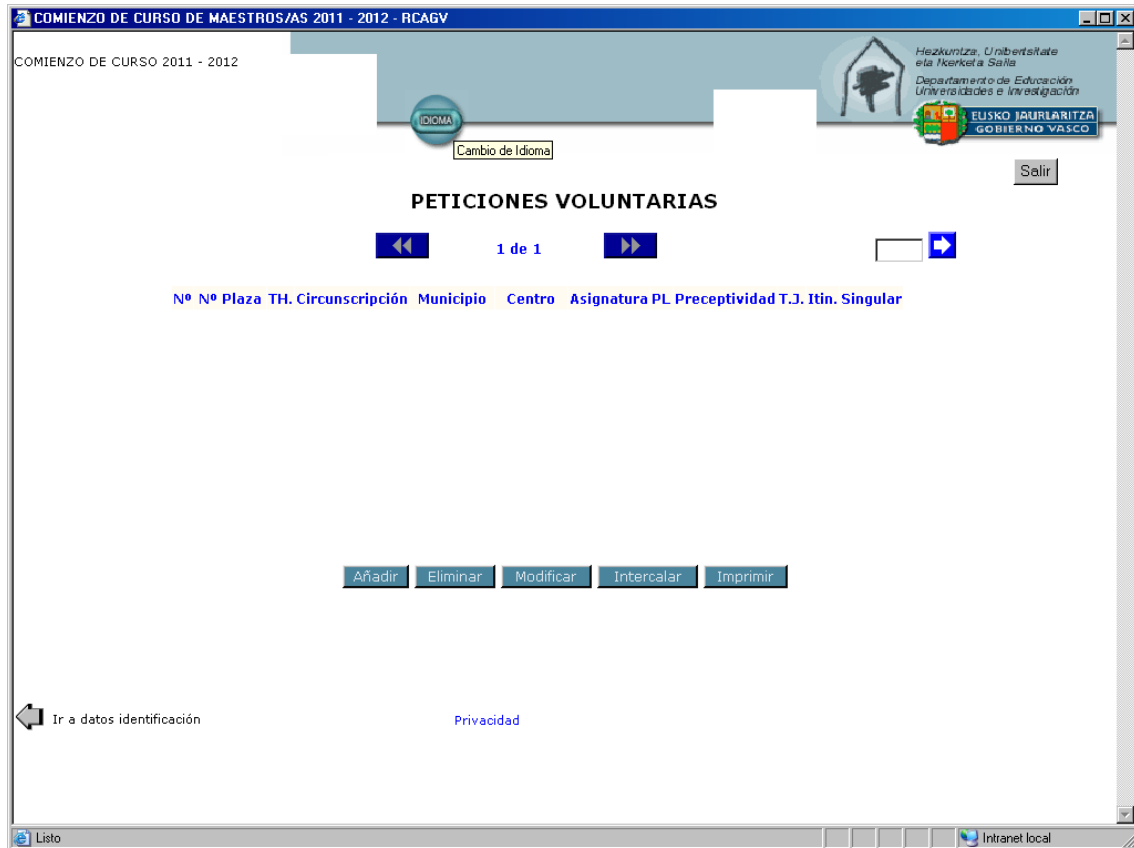 COMIENZO DE CURSO DE MAESTROS/AS 2011 - 2012 - RCAGV
COMIENZO DE CURSO 2011 - 2012
Hezkuntza, Unibertsitate
eta Ikerketa Saila
Departamento de Educación
Universidades e Investigación
EUSKO JAURLARITZA
GOBIERNO VASCO
IDIOMA
Cambio de Idioma
Salir
PETICIONES VOLUNTARIAS
1 de 1
Nº Nº Plaza TH. Circunscripción Municipio Centro Asignatura PL Preceptividad T.J. Itin. Singular
Añadir Eliminar Modificar Intercalar Imprimir
Ir a datos identificación
Privacidad
Listo
Intranet local